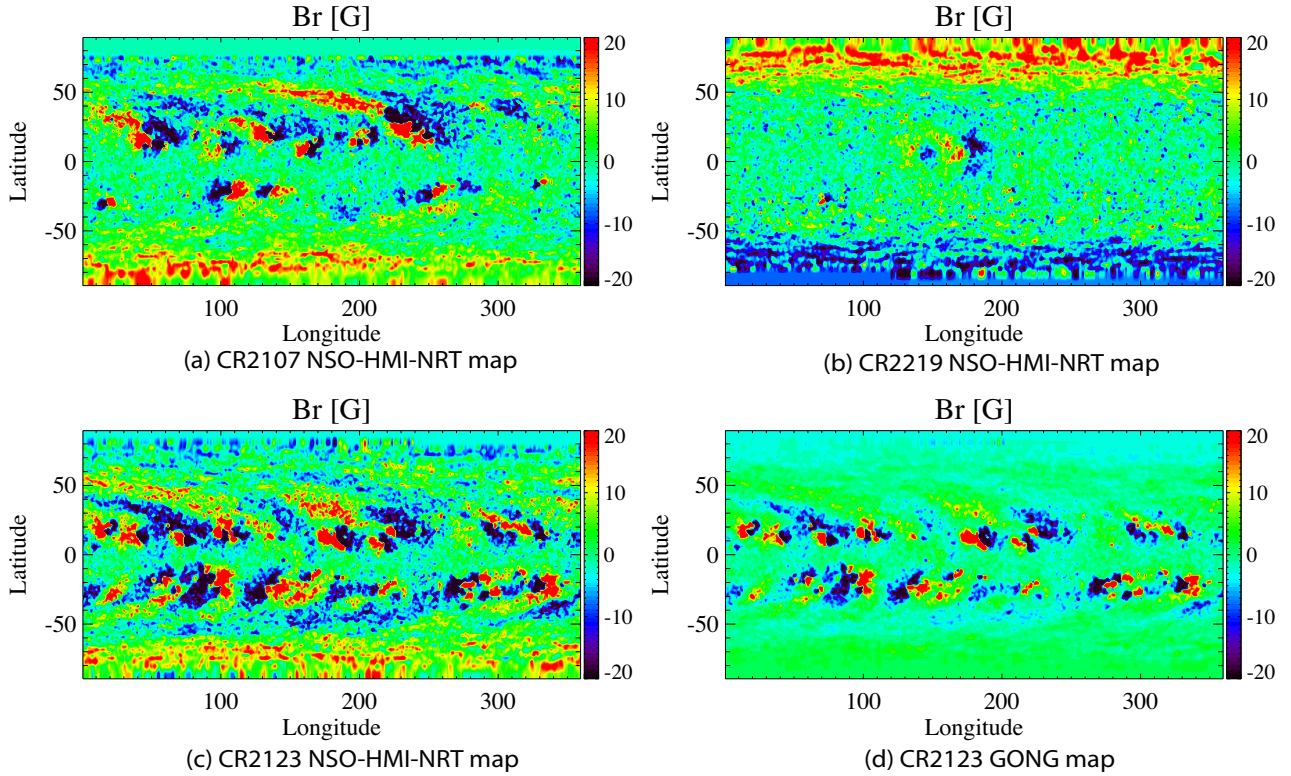 Br [G]
Latitude
50
0
-50
100
200
300
Longitude
20
10
0
-10
-20
(a) CR2107 NSO-HMI-NRT map
Br [G]
Latitude
50
0
-50
100
200
300
Longitude
20
10
0
-10
-20
(b) CR2219 NSO-HMI-NRT map
Br [G]
Latitude
50
0
-50
100
200
300
Longitude
20
10
0
-10
-20
(c) CR2123 NSO-HMI-NRT map
Br [G]
Latitude
50
0
-50
100
200
300
Longitude
20
10
0
-10
-20
(d) CR2123 GONG map